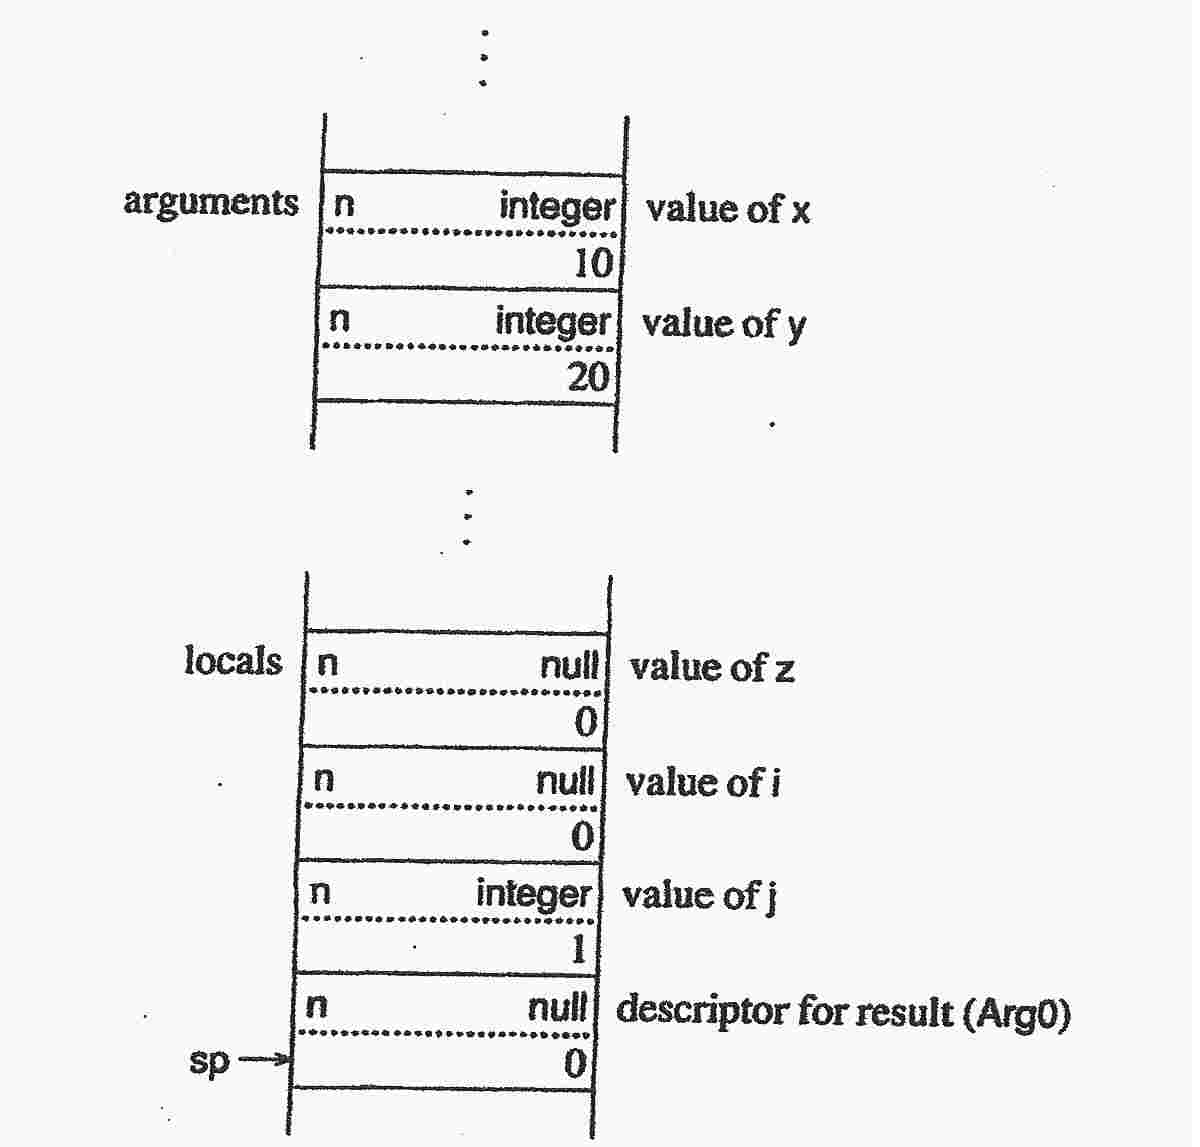 arguments n integer value of x
10
n integer value of y
20
locals n null value of z
0
n null value of i
0
n integer value of j
1
n null descriptor for result (Arg0)
sp 0